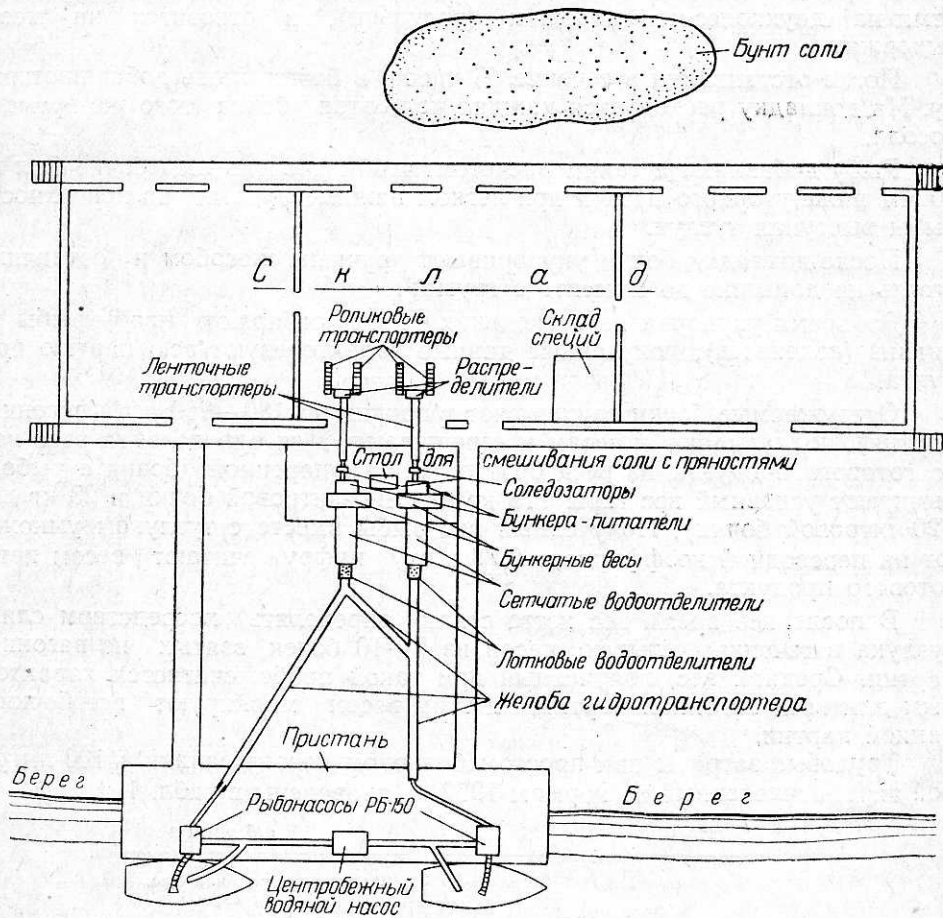 Бунт соли
Склад
Роликовые
транспортеры
Склад
специй
Ленточные
транспортеры
Распре-
делители
Стол для смешивания соли с пряностями
Соледозаторы
Бункера-питатели
Бункерные весы
Сетчатые водоотделители
Лотковые водоотделители
Желоба гидротранспортера
Пристань
Берег
Берег
Рыбонасосы РБ-150
Центробежный
водяной насос